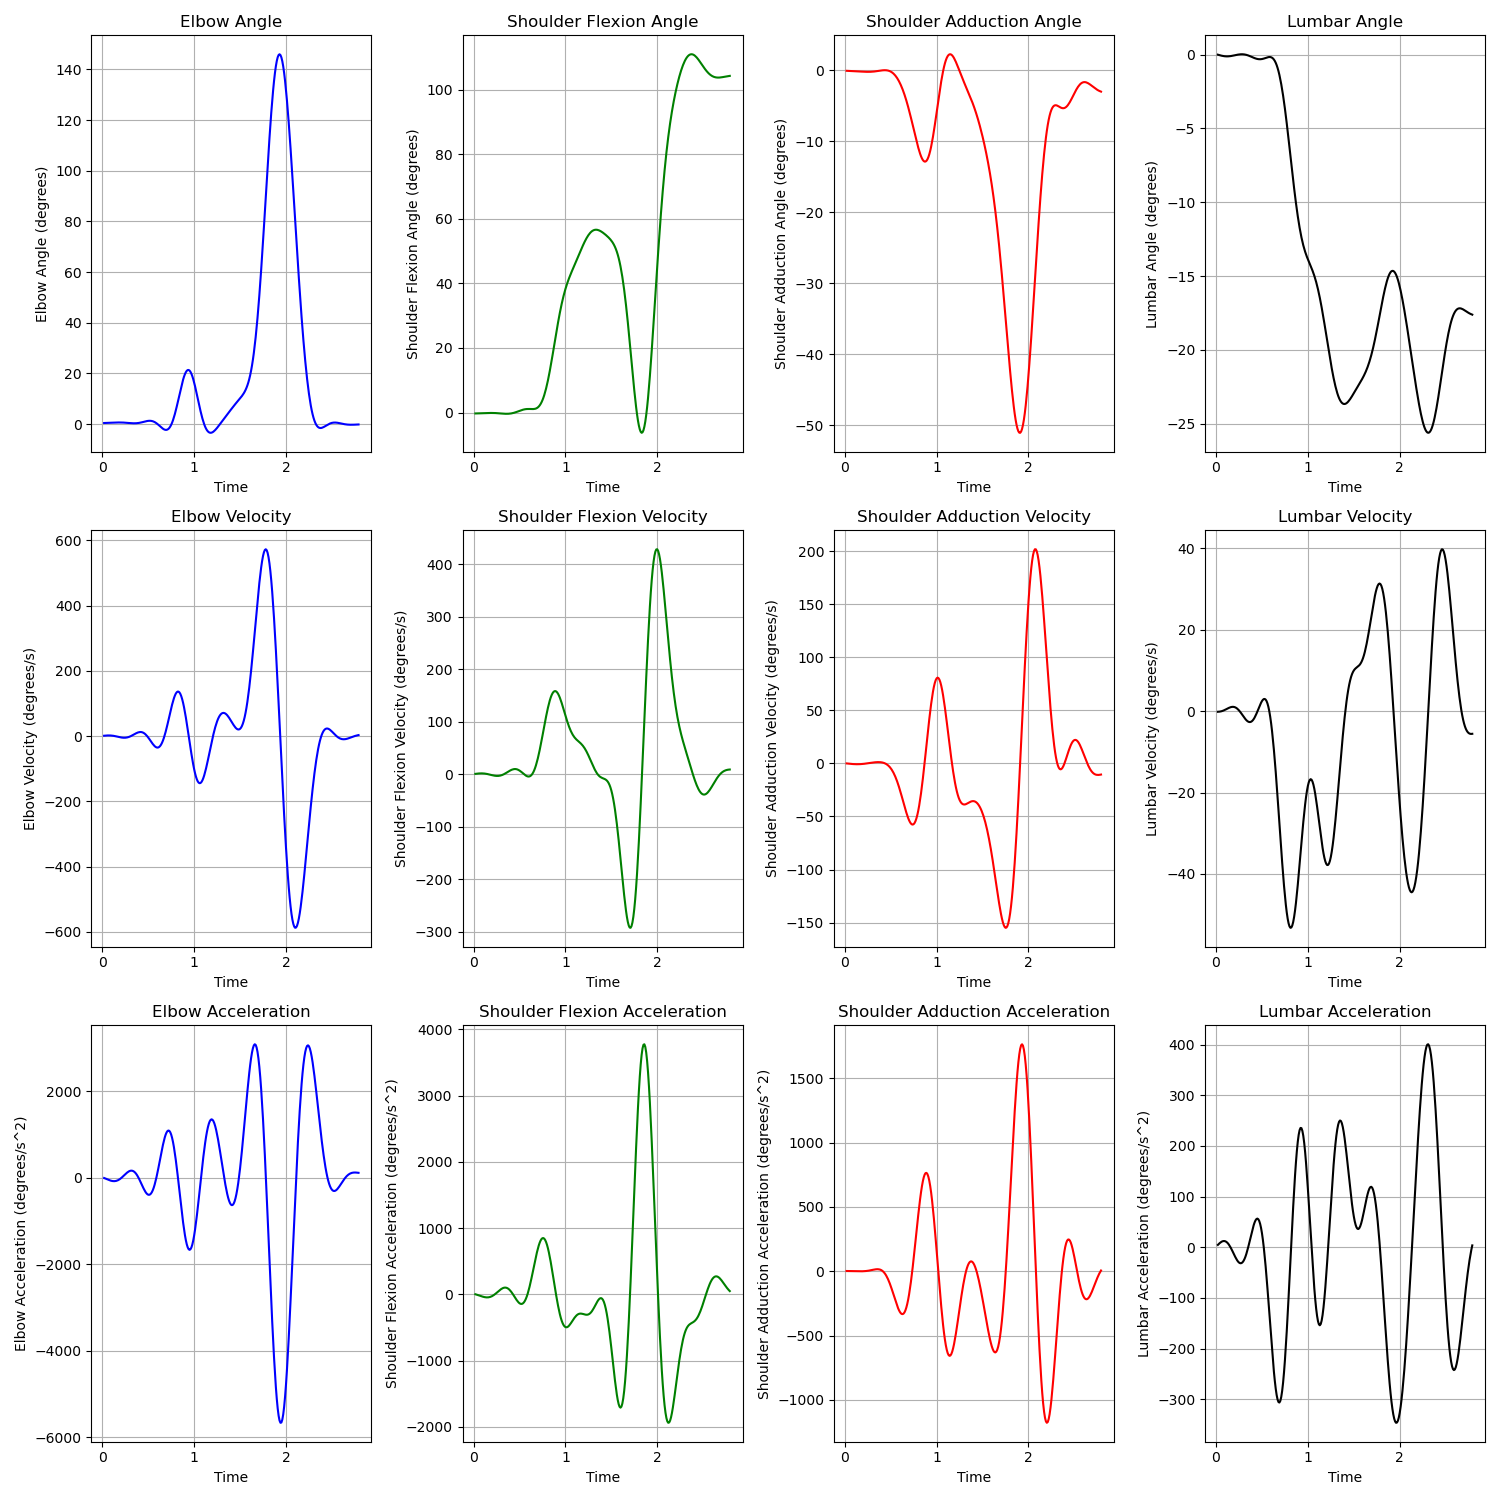 Elbow Angle
Elbow Angle (degrees)
140
120
100
80
60
40
20
0
0 1 2
Time
Shoulder Flexion Angle
Shoulder Flexion Angle (degrees)
100
80
60
40
20
0
0 1 2
Time
Shoulder Adduction Angle
Shoulder Adduction Angle (degrees)
0
−10
−20
−30
−40
−50
0 1 2
Time
Lumbar Angle
Lumbar Angle (degrees)
0
−5
−10
−15
−20
−25
0 1 2
Time
Elbow Velocity
Elbow Velocity (degrees/s)
600
400
200
0
−200
−400
−600
0 1 2
Time
Shoulder Flexion Velocity
Shoulder Flexion Velocity (degrees/s)
400
300
200
100
0
−100
−200
−300
0 1 2
Time
Shoulder Adduction Velocity
Shoulder Adduction Velocity (degrees/s)
200
150
100
50
0
−50
−100
−150
0 1 2
Time
Lumbar Velocity
Lumbar Velocity (degrees/s)
40
20
0
−20
−40
0 1 2
Time
Elbow Acceleration
Elbow Acceleration (degrees/s^2)
2000
0
−2000
−4000
−6000
0 1 2
Time
Shoulder Flexion Acceleration
Shoulder Flexion Acceleration (degrees/s^2)
4000
3000
2000
1000
0
−1000
−2000
0 1 2
Time
Shoulder Adduction Acceleration
Shoulder Adduction Acceleration (degrees/s^2)
1500
1000
500
0
−500
−1000
0 1 2
Time
Lumbar Acceleration
Lumbar Acceleration (degrees/s^2)
400
300
200
100
0
−100
−200
−300
0 1 2
Time